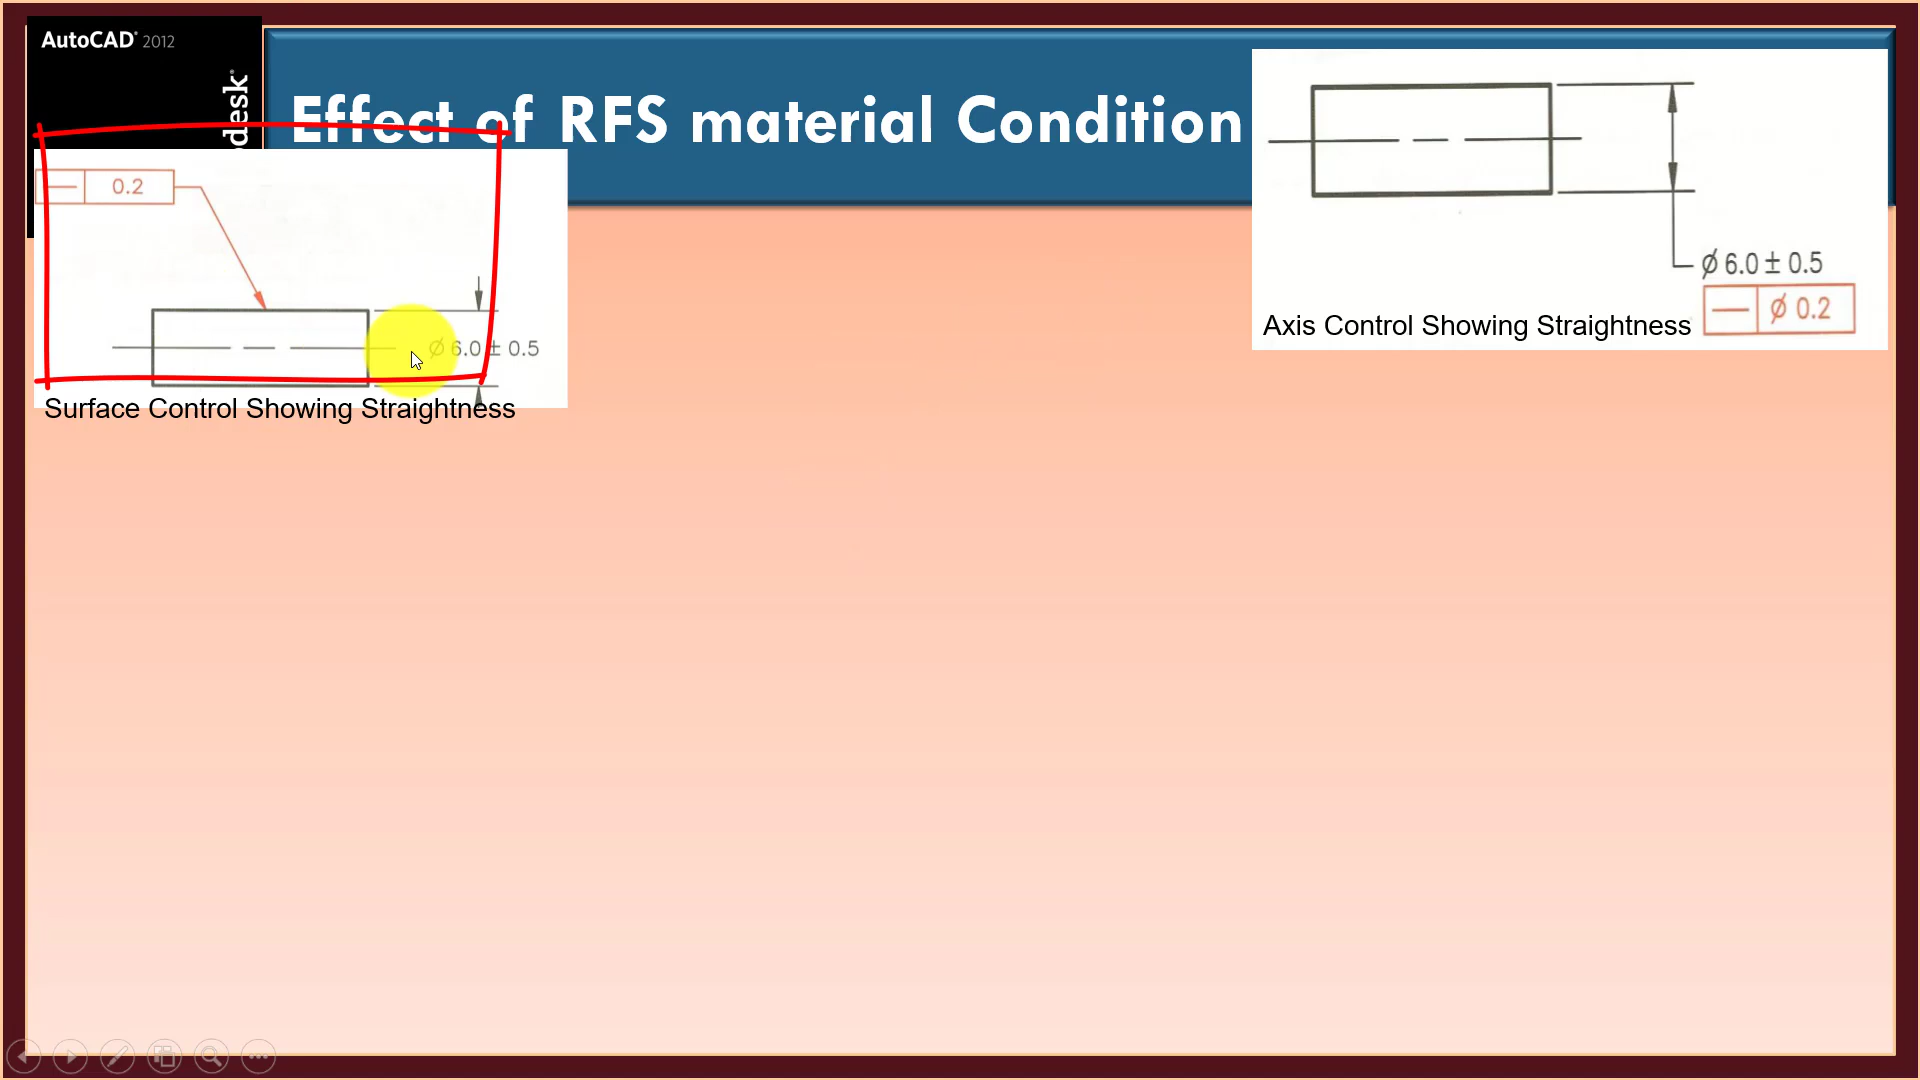 AutoCAD® 2012
desk®
Effect of RFS material Condition
0.2
Ø 6.0 ± 0.5
Surface Control Showing Straightness
Ø 6.0 ± 0.5
Ø 0.2
Axis Control Showing Straightness